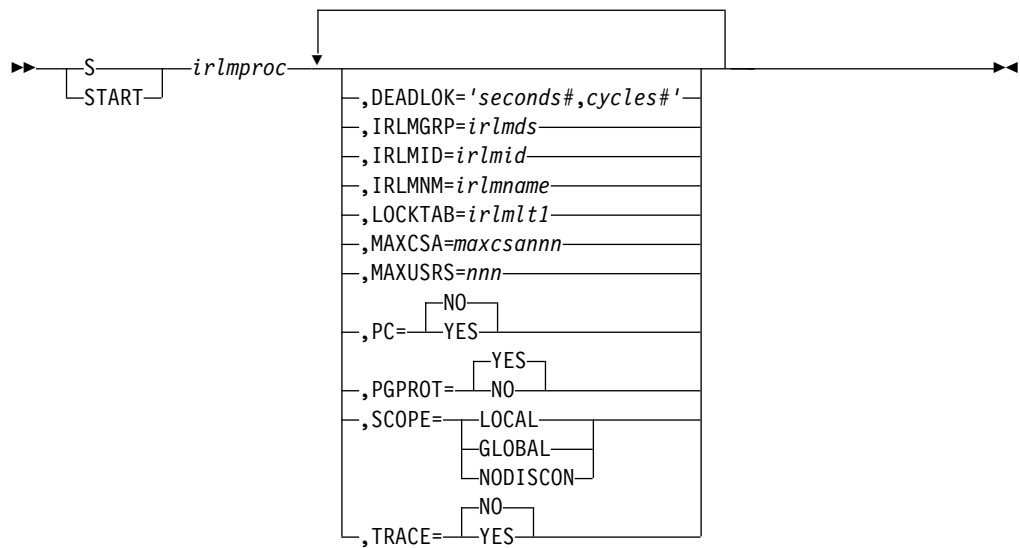 S irlmproc
START
,DEADLOK='seconds#,cycles#'
,IRLMGRP=irlmds
,IRLMID=irlmid
,IRLMNM=irlmname
,LOCKTAB=irlmlt1
,MAXCSA=maxcsannn
,MAXUSRS=nnn
NO
,PC= YES
YES
,PGPROT= NO
,SCOPE= LOCAL
GLOBAL
NODISCON
NO
,TRACE= YES